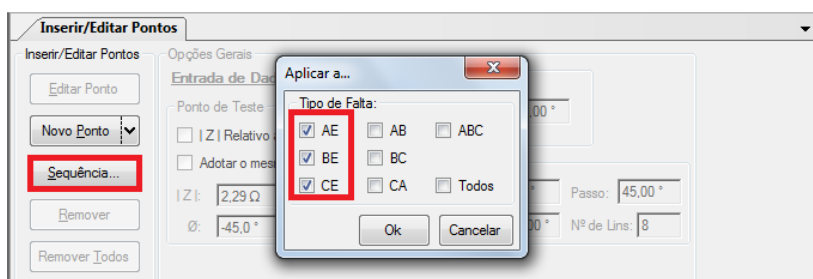 Inserir/Editar Pontos
Inserir/Editar Pontos
Opções Gerais
Editar Ponto
Entrada de Dad
Aplicar a...
Ponto de Teste
Tipo de Falta:
,00 °
Novo Ponto
| Z | Relativo
AE
AB
ABC
Adotar o mes
BE
BC
Sequência...
CE
CA
Todos
| Z |:
2,29 Ω
°
Passo:
45,00 °
Remover
Ø:
-45,0 °
Ok
Cancelar
00 °
Nº de Lins:
8
Remover Todos